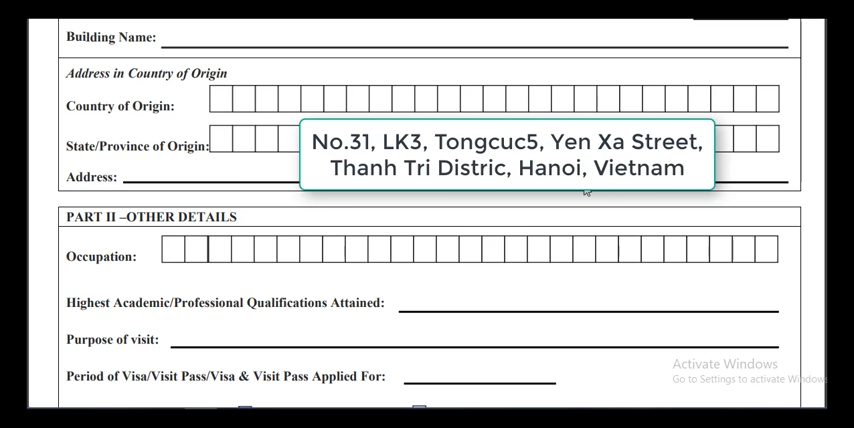 Building Name:
Address in Country of Origin
Country of Origin:
State/Province of Origin:
No.31, LK3, Tongcuc5, Yen Xa Street,
Thanh Tri Distric, Hanoi, Vietnam
Address:
PART II –OTHER DETAILS
Occupation:
Highest Academic/Professional Qualifications Attained:
Purpose of visit:
Period of Visa/Visit Pass/Visa & Visit Pass Applied For:
Activate Windows
Go to Settings to activate Windows